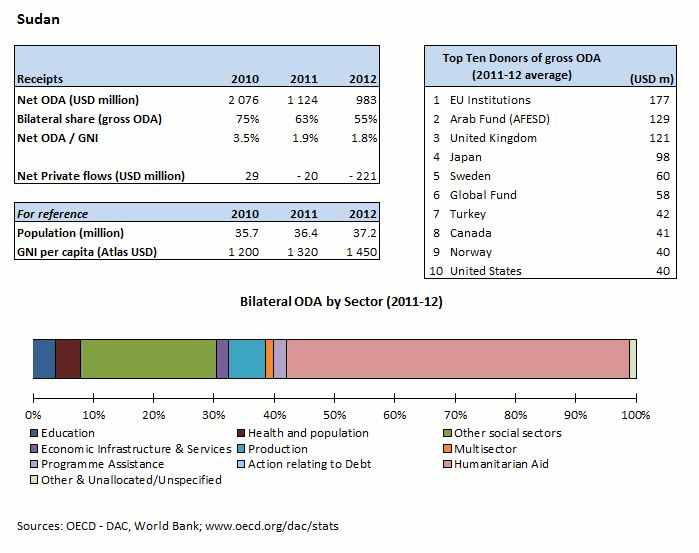 Sudan
Receipts 2010 2011 2012
Net ODA (USD million) 2 076 1 124 983
Bilateral share (gross ODA) 75% 63% 55%
Net ODA / GNI 3.5% 1.9% 1.8%
Net Private flows (USD million) 29 - 20 - 221
For reference 2010 2011 2012
Population (million) 35.7 36.4 37.2
GNI per capita (Atlas USD) 1 200 1 320 1 450
Top Ten Donors of gross ODA
(2011-12 average) (USD m)
1 EU Institutions 177
2 Arab Fund (AFESD) 129
3 United Kingdom 121
4 Japan 98
5 Sweden 60
6 Global Fund 58
7 Turkey 42
8 Canada 41
9 Norway 40
10 United States 40
Bilateral ODA by Sector (2011-12)
0% 10% 20% 30% 40% 50% 60% 70% 80% 90% 100%
Education Health and population Other social sectors
Economic Infrastructure & Services Production Multisector
Programme Assistance Action relating to Debt Humanitarian Aid
Other & Unallocated/Unspecified
Sources: OECD - DAC, World Bank; www.oecd.org/dac/stats